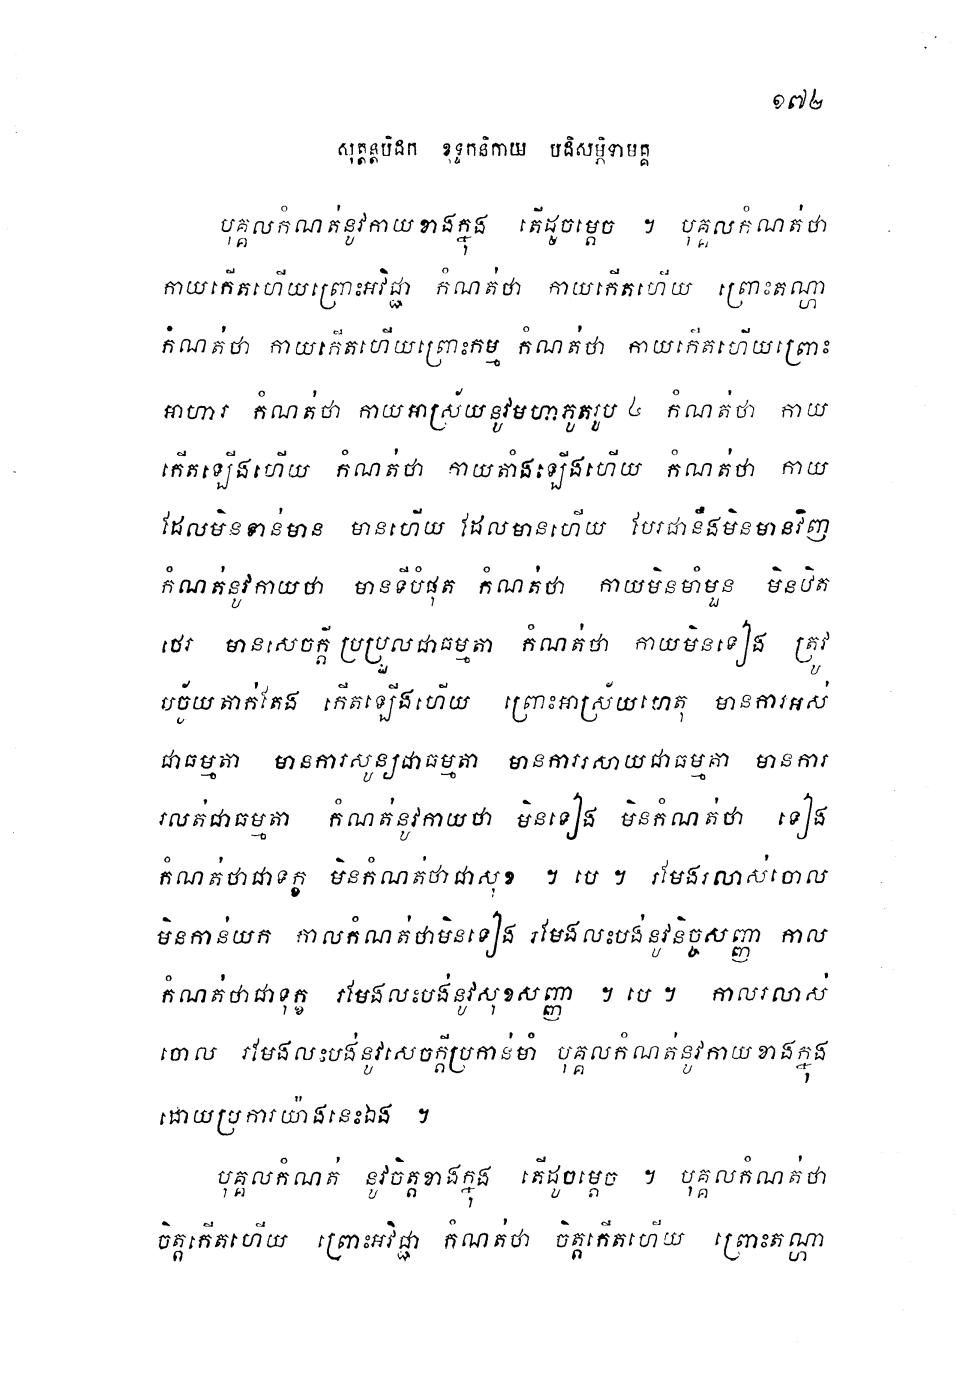 ១៧២
សុត្តន្តបិដក ខុទ្ទកនិកាយ បដិសម្ភិទាមគ្គ
បុគ្គលកំណត់នូវកាយខាងក្នុង តើដូចម្តេច ។ បុគ្គលកំណត់ថា
កាយកើតហើយព្រោះអវិជ្ជា កំណត់ថា កាយកើតហើយ ព្រោះតណ្ហា
កំណត់ថា កាយកើតហើយព្រោះកម្ម កំណត់ថា កាយកើតហើយព្រោះ
អាហារ កំណត់ថា កាយអាស្រ័យនូវមហាភូតរូប ៤ កំណត់ថា កាយ
កើតឡើងហើយ កំណត់ថា កាយតាំងឡើងហើយ កំណត់ថា កាយ
ដែលមិនទាន់មាន មានហើយ ដែលមានហើយ បែរជានឹងមិនមានវិញ
កំណត់នូវកាយថា មានទីបំផុត កំណត់ថា កាយមិនមាំមួន មិនឋិត
ថេរ មានសេចក្តីប្រប្រួលជាធម្មតា កំណត់ថា កាយមិនទៀង ត្រូវ
បច្ច័យតាក់តែង កើតឡើងហើយ ព្រោះអាស្រ័យហេតុ មានការអស់
ជាធម្មតា មានការសូន្យជាធម្មតា មានការរសាយជាធម្មតា មានការ
រលត់ជាធម្មតា កំណត់នូវកាយថា មិនទៀង មិនកំណត់ថា ទៀង
កំណត់ថាជាទុក្ខ មិនកំណត់ថាជាសុខ ។ បេ ។ រមែងរលាស់ចោល
មិនកាន់យក កាលកំណត់ថាមិនទៀង រមែងលះបង់នូវនិច្ចសញ្ញា កាល
កំណត់ថាជាទុក្ខ រមែងលះបង់នូវសុខសញ្ញា ។ បេ ។ កាលរលាស់
ចោល រមែងលះបង់នូវសេចក្តីប្រកាន់មាំ បុគ្គលកំណត់នូវកាយខាងក្នុង
ដោយប្រការយ៉ាងនេះឯង ។
បុគ្គលកំណត់ នូវចិត្តខាងក្នុង តើដូចម្តេច ។ បុគ្គលកំណត់ថា
ចិត្តកើតហើយ ព្រោះអវិជ្ជា កំណត់ថា ចិត្តកើតហើយ ព្រោះតណ្ហា